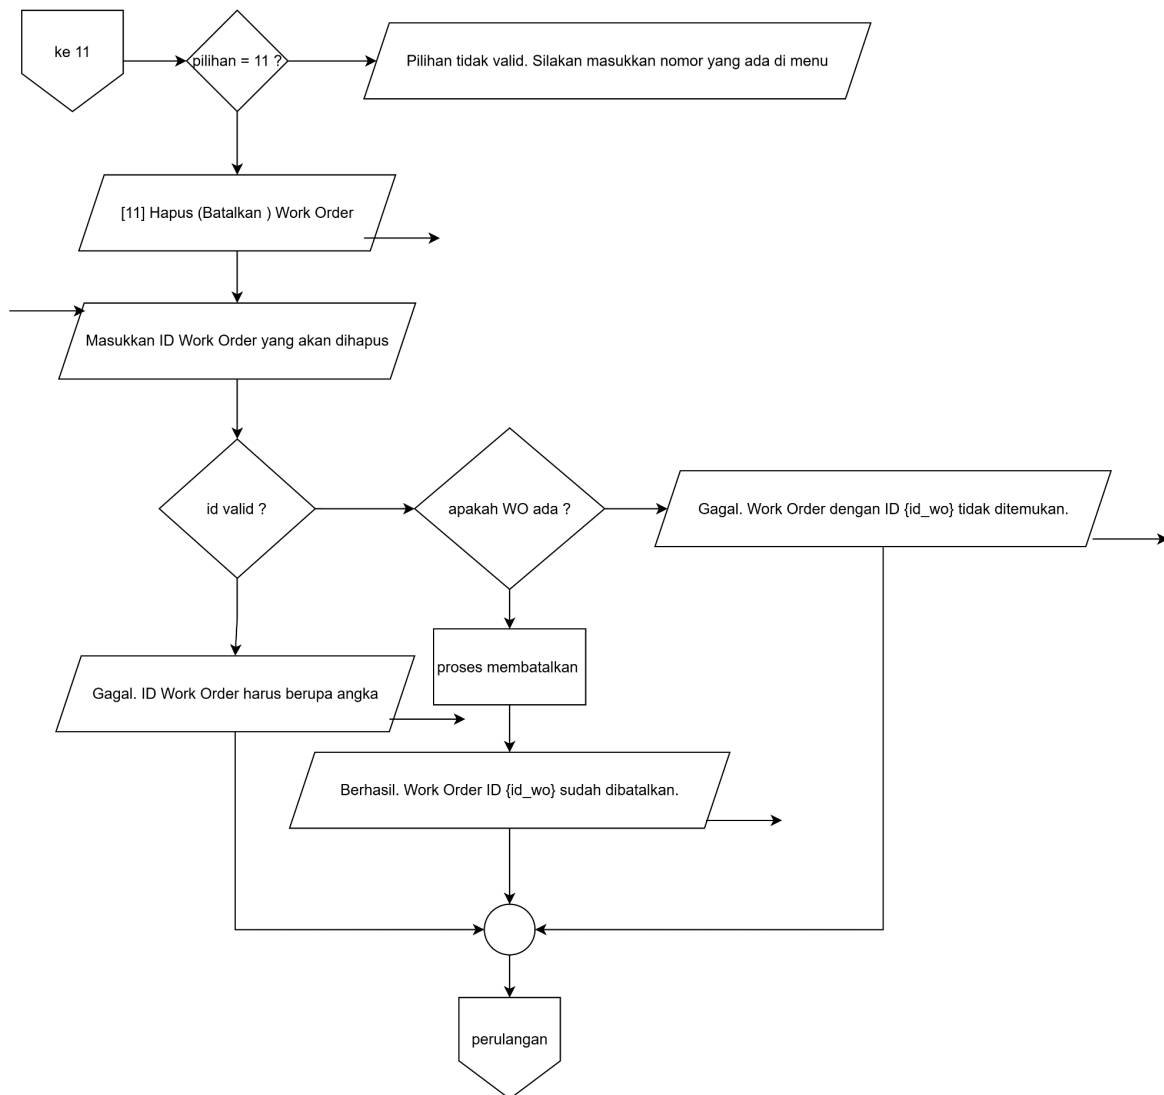 ke 11
pilihan = 11 ?
Pilihan tidak valid. Silakan masukkan nomor yang ada di menu
[11] Hapus (Batalkan ) Work Order
Masukkan ID Work Order yang akan dihapus
id valid ?
apakah WO ada ?
Gagal. Work Order dengan ID {id_wo} tidak ditemukan.
proses membatalkan
Gagal. ID Work Order harus berupa angka
Berhasil. Work Order ID {id_wo} sudah dibatalkan.
perulangan